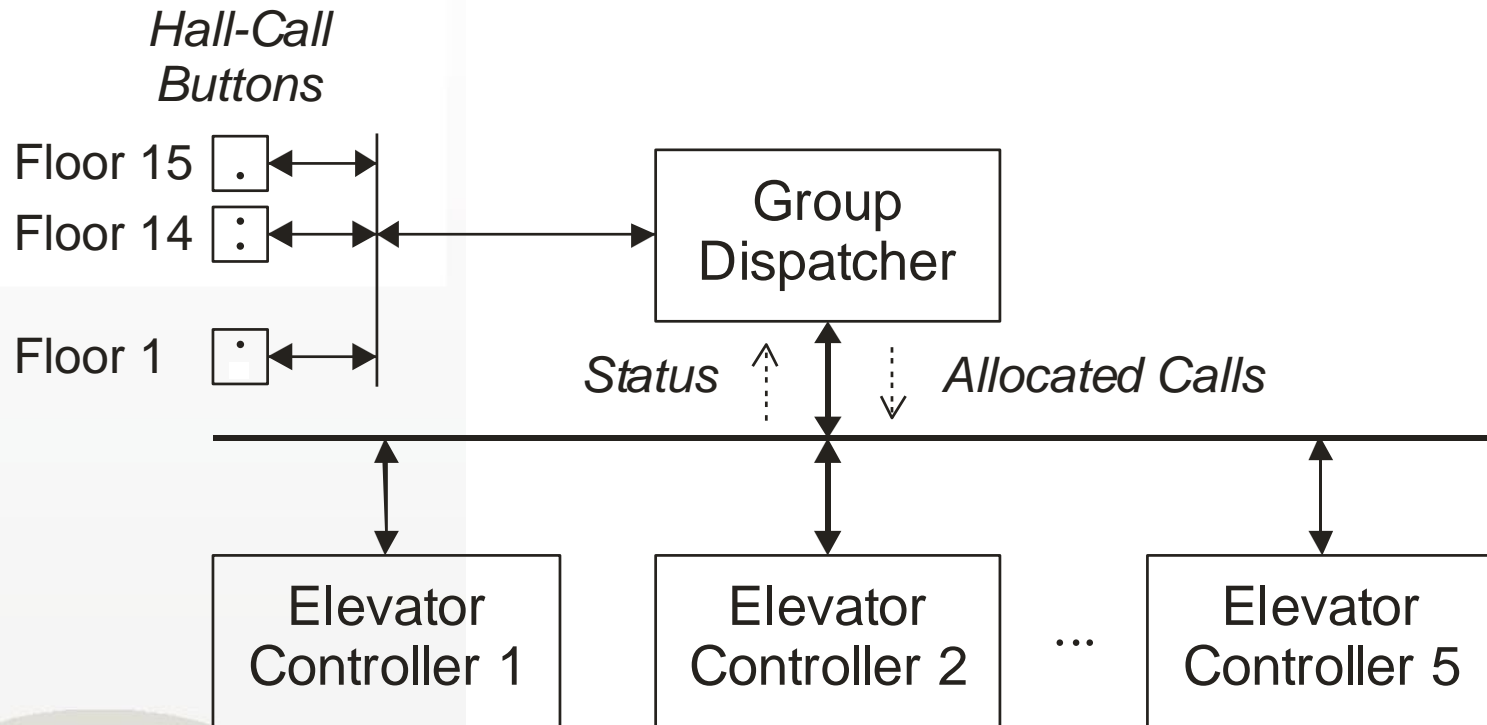 Hall-Call
Buttons
Floor 15
Floor 14
Floor 1
Group
Dispatcher
Status
Allocated Calls
Elevator
Controller 1
Elevator
Controller 2
...
Elevator
Controller 5